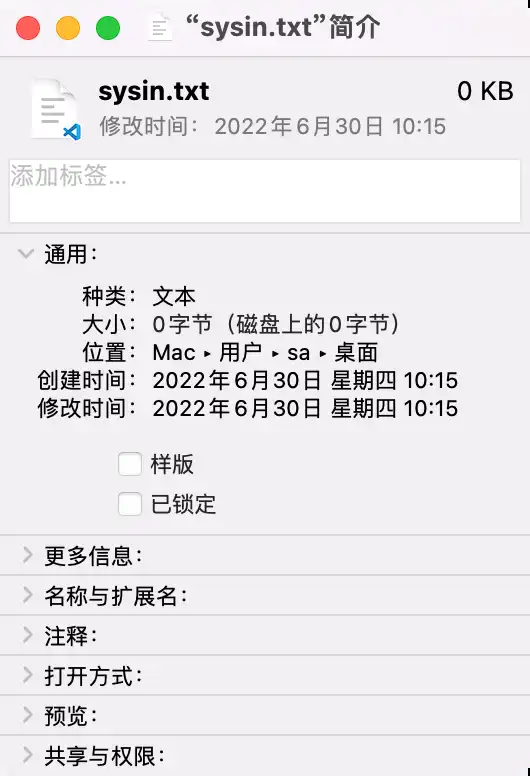 “sysin.txt”简介
sysin.txt 0 KB
修改时间： 2022年6月30日 10:15
添加标签...
通用：
种类： 文本
大小： 0字节（磁盘上的0字节）
位置： Mac ▸ 用户 ▸ sa ▸ 桌面
创建时间： 2022年6月30日 星期四 10:15
修改时间： 2022年6月30日 星期四 10:15
样版
已锁定
更多信息：
名称与扩展名：
注释：
打开方式：
预览：
共享与权限：